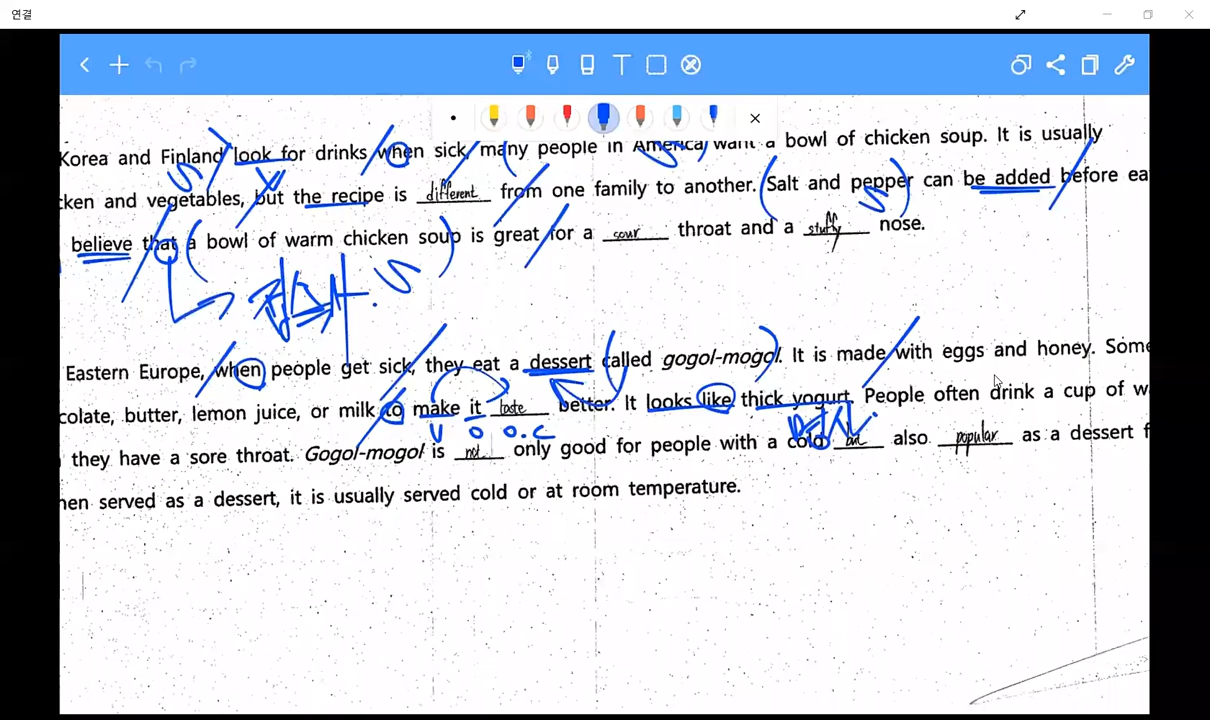 연결
Korea and Finland look for drinks when sick, many people in America, want a bowl of chicken soup. It is usually
cken and vegetables, but the recipe is different from one family to another. Salt and pepper can be added before ea
believe that a bowl of warm chicken soup is great for a sour throat and a stuffy nose.
접속사. S
Eastern Europe, when people get sick, they eat a dessert called gogol-mogol. It is made with eggs and honey. Some
colate, butter, lemon juice, or milk to make it taste better. It looks like thick yogurt. People often drink a cup of w
V O O.C
they have a sore throat. Gogol-mogol is not only good for people with a cold but also popular as a dessert f
hen served as a dessert, it is usually served cold or at room temperature.